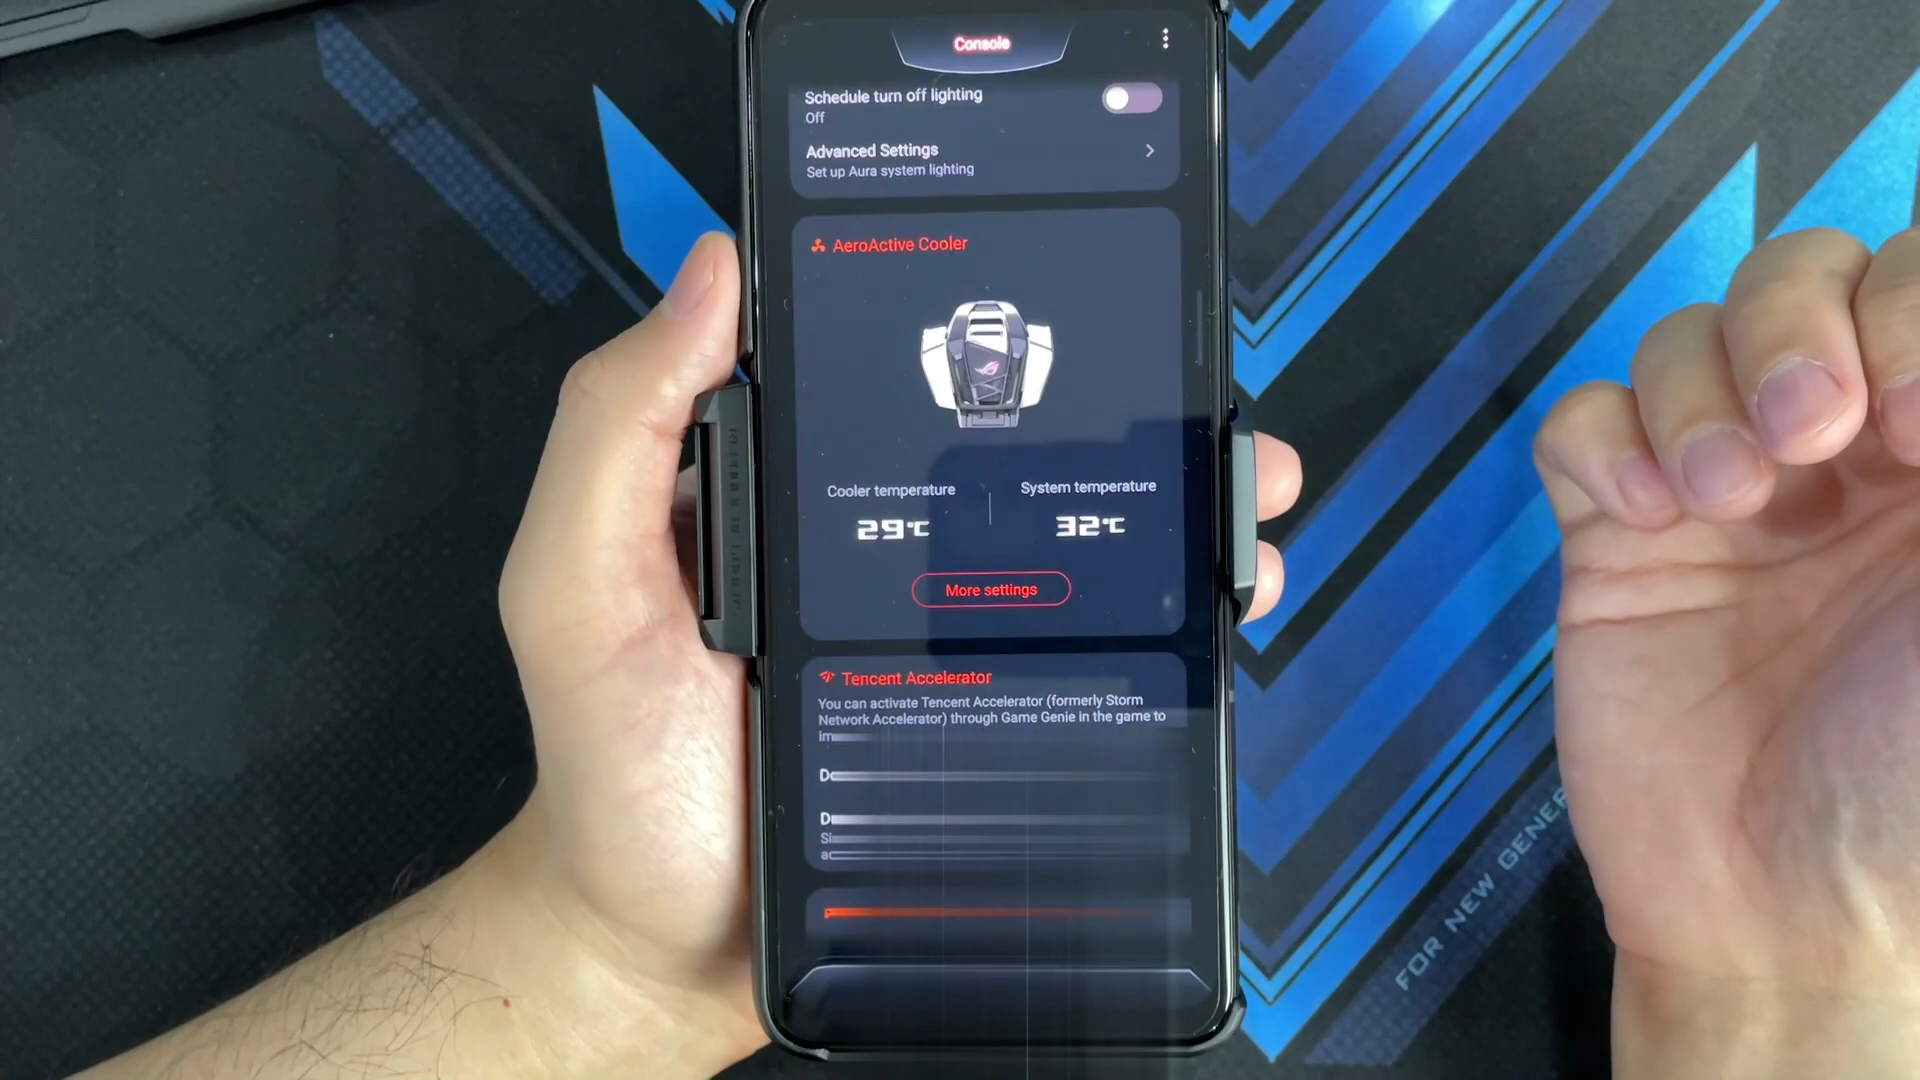 Console
Schedule turn off lighting
Off
Advanced Settings
Set up Aura system lighting
AeroActive Cooler
Cooler temperature
System temperature
29°C
32°C
More settings
Tencent Accelerator
You can activate Tencent Accelerator (formerly Storm
Network Accelerator) through Game Genie in the game to
FOR NEW GENER